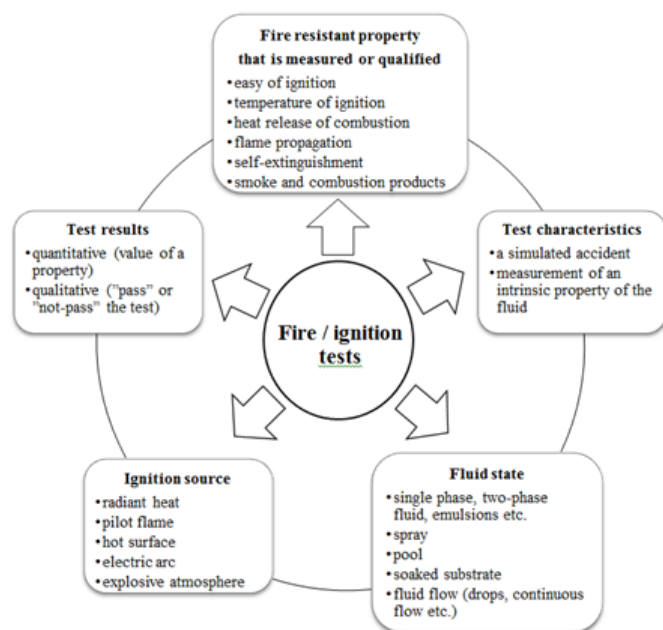 Fire resistant property
that is measured or qualified
•easy of ignition
•temperature of ignition
•heat release of combustion
•flame propagation
•self-extinguishment
•smoke and combustion products
Test results
•quantitative (value of a
property)
•qualitative (”pass” or
”not-pass” the test)
Test characteristics
•a simulated accident
•measurement of an
intrinsic property of the
fluid
Fire / ignition
tests
Ignition source
•radiant heat
•pilot flame
•hot surface
•electric arc
•explosive atmosphere
Fluid state
•single phase, two-phase
fluid, emulsions etc.
•spray
•pool
•soaked substrate
•fluid flow (drops, continuous
flow etc.)